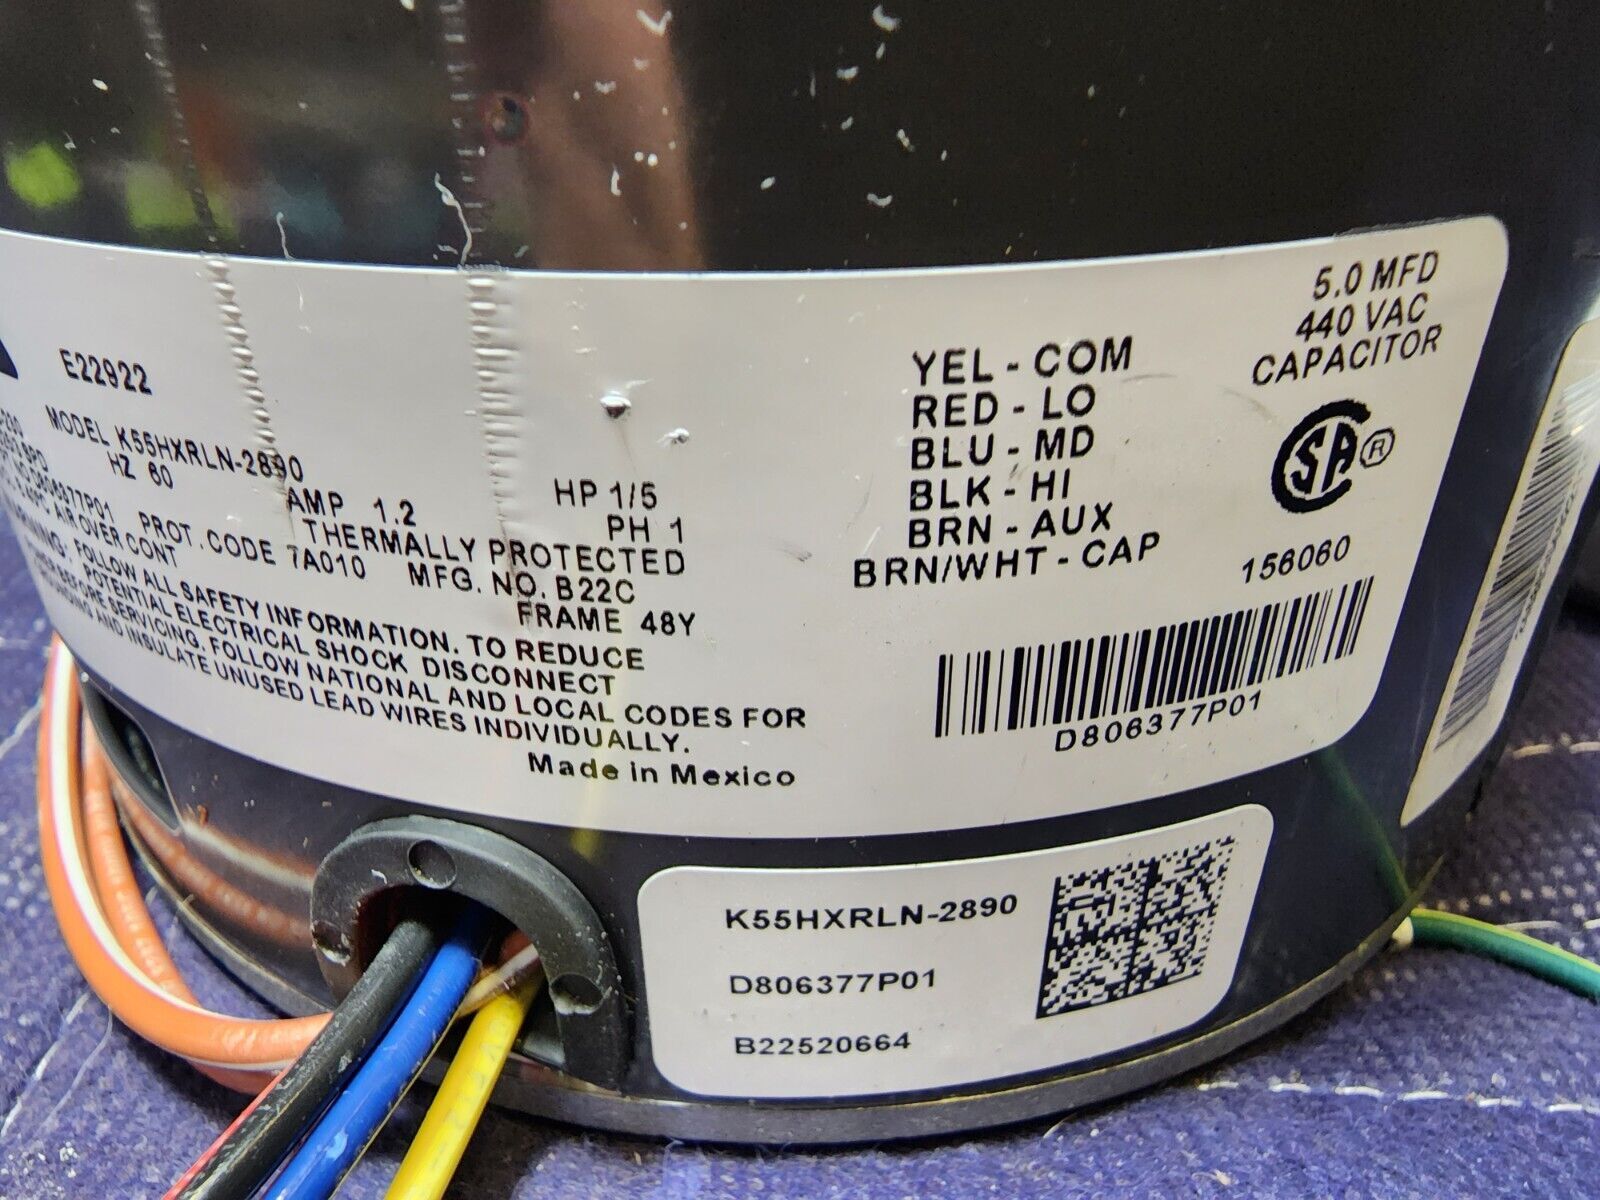 E22922
MODEL K55HXRLN-2890
HZ 60
AMP 1.2
HP 1/5
PH 1
THERMALLY PROTECTED
PROT. CODE 7A010
MFG. NO. B22C
AIR OVER CONT
FRAME 48Y
FOLLOW ALL SAFETY INFORMATION. TO REDUCE
POTENTIAL ELECTRICAL SHOCK DISCONNECT
BEFORE SERVICING. FOLLOW NATIONAL AND LOCAL CODES FOR
AND INSULATE UNUSED LEAD WIRES INDIVIDUALLY.
Made in Mexico
YEL - COM
RED - LO
BLU - MD
BLK - HI
BRN - AUX
BRN/WHT - CAP
5.0 MFD
440 VAC
CAPACITOR
SA ®
156060
D806377P01
K55HXRLN-2890
D806377P01
B22520664